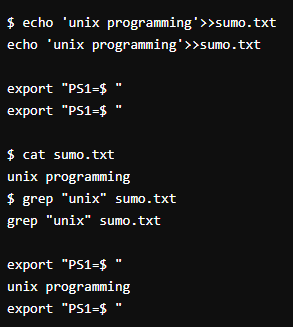 $ echo 'unix programming'>>sumo.txt
echo 'unix programming'>>sumo.txt
export "PS1=$ "
export "PS1=$ "
$ cat sumo.txt
unix programming
$ grep "unix" sumo.txt
grep "unix" sumo.txt
export "PS1=$ "
unix programming
export "PS1=$ "